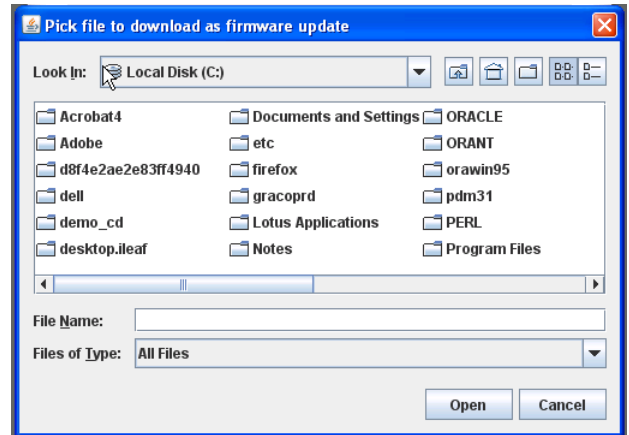 Pick file to download as firmware update
Look In: Local Disk (C:)
Acrobat4 Documents and Settings ORACLE
Adobe etc ORANT
d8f4e2ae2e83ff4940 firefox orawin95
dell gracoprd pdm31
demo_cd Lotus Applications PERL
desktop.ileaf Notes Program Files
File Name:
Files of Type: All Files
Open Cancel